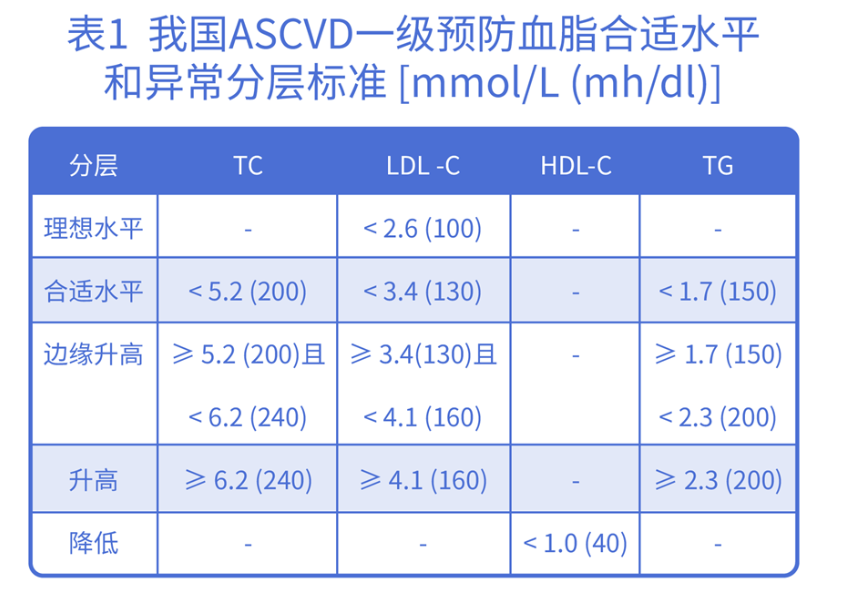 表1 我国ASCVD一级预防血脂合适水平
和异常分层标准 [mmol/L (mh/dl)]
分层 TC LDL -C HDL-C TG
理想水平 - < 2.6 (100) - -
合适水平 < 5.2 (200) < 3.4 (130) - < 1.7 (150)
边缘升高 ⩾ 5.2 (200)且 ⩾ 3.4(130)且 - ⩾ 1.7 (150)
< 6.2 (240) < 4.1 (160) < 2.3 (200)
升高 ⩾ 6.2 (240) ⩾ 4.1 (160) - ⩾ 2.3 (200)
降低 - - < 1.0 (40) -